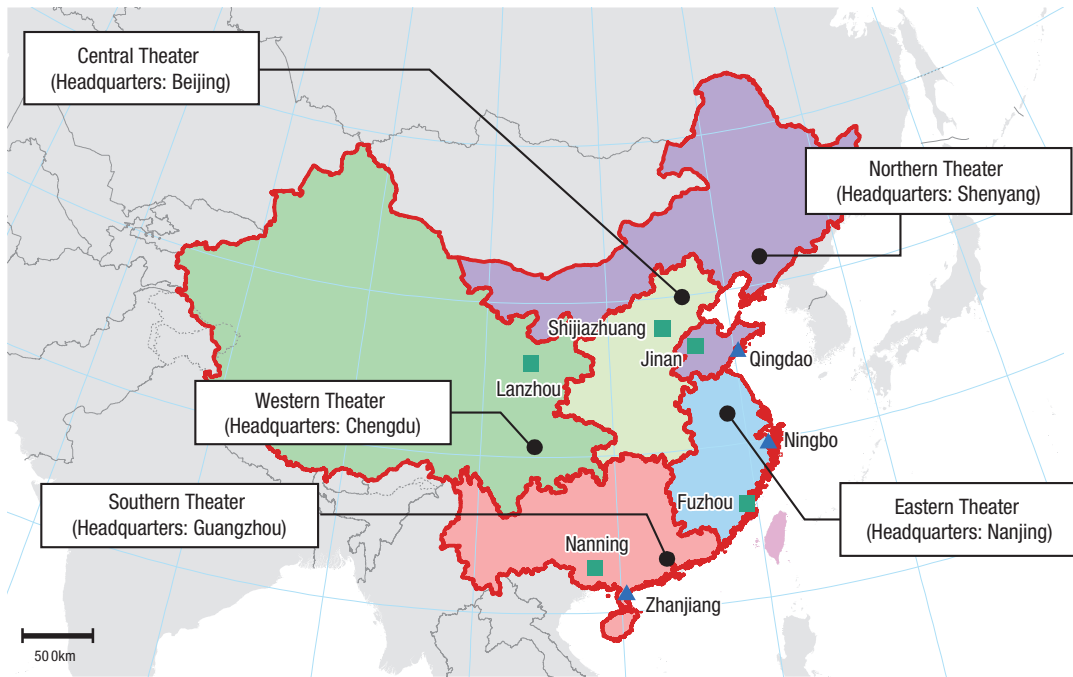 Central Theater
(Headquarters: Beijing)
Northern Theater
(Headquarters: Shenyang)
Shijiazhuang
Jinan
Qingdao
Lanzhou
Western Theater
(Headquarters: Chengdu)
Ningbo
Southern Theater
(Headquarters: Guangzhou)
Fuzhou
Eastern Theater
(Headquarters: Nanjing)
Nanning
Zhanjiang
500km